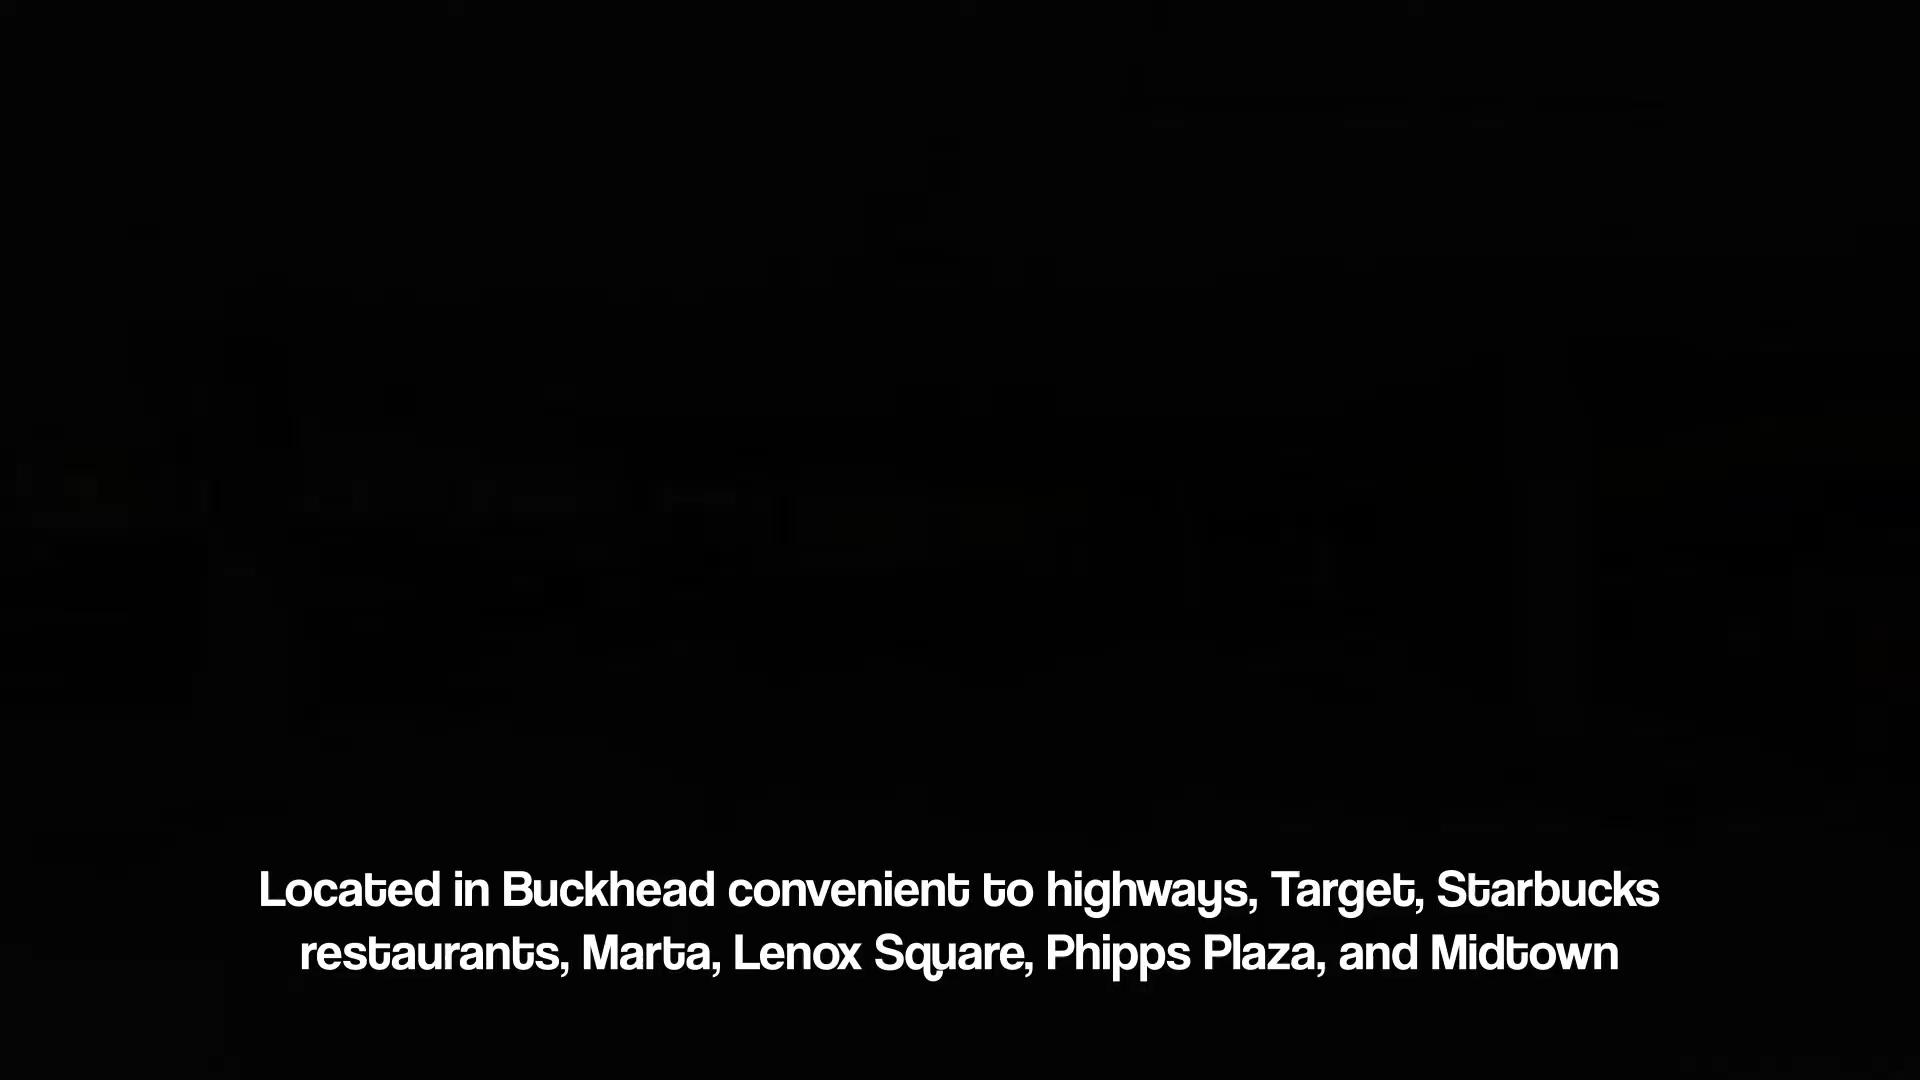 Located in Buckhead convenient to highways, Target, Starbucks
restaurants, Marta, Lenox Square, Phipps Plaza, and Midtown